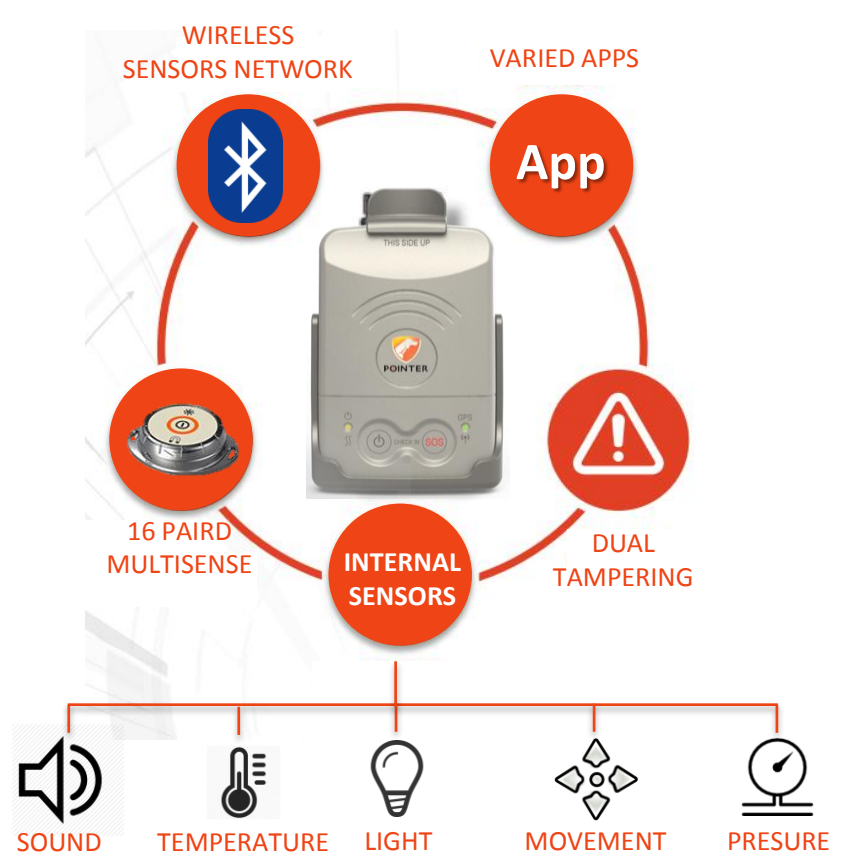 WIRELESS
SENSORS NETWORK
VARIED APPS
App
THIS SIDE UP
POINTER
GPS
CHECK IN
SOS
16 PAIRD
MULTISENSE
INTERNAL
SENSORS
DUAL
TAMPERING
SOUND
TEMPERATURE
LIGHT
MOVEMENT
PRESURE